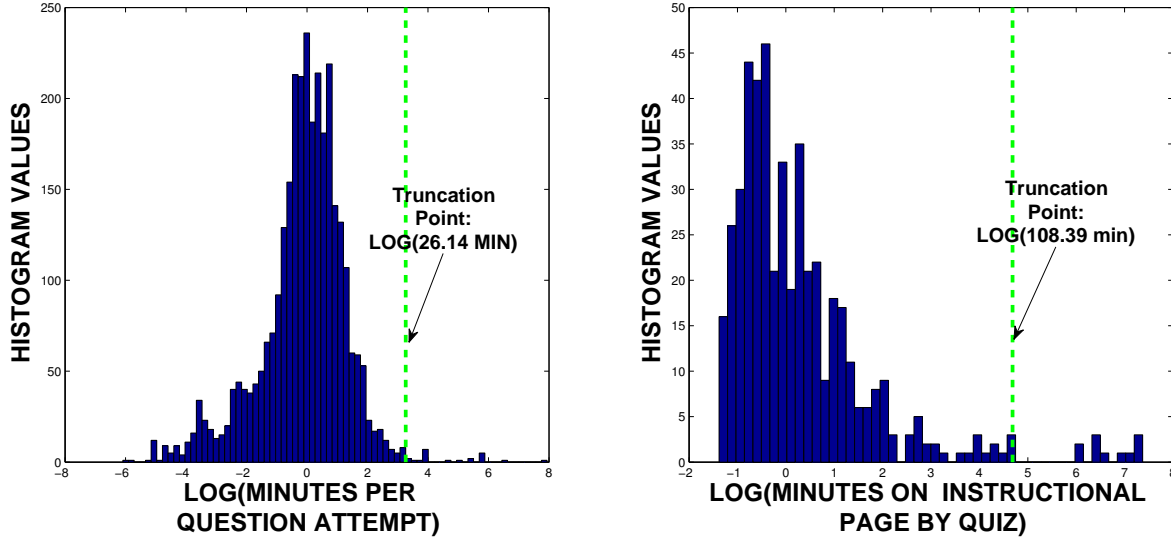 250
200
150
100
50
0
HISTOGRAM VALUES
Truncation
Point:
LOG(26.14 MIN)
−8 −6 −4 −2 0 2 4 6 8
LOG(MINUTES PER
QUESTION ATTEMPT)
50
45
40
35
30
25
20
15
10
5
0
HISTOGRAM VALUES
Truncation
Point:
LOG(108.39 min)
−2 −1 0 1 2 3 4 5 6 7 8
LOG(MINUTES ON INSTRUCTIONAL
PAGE BY QUIZ)